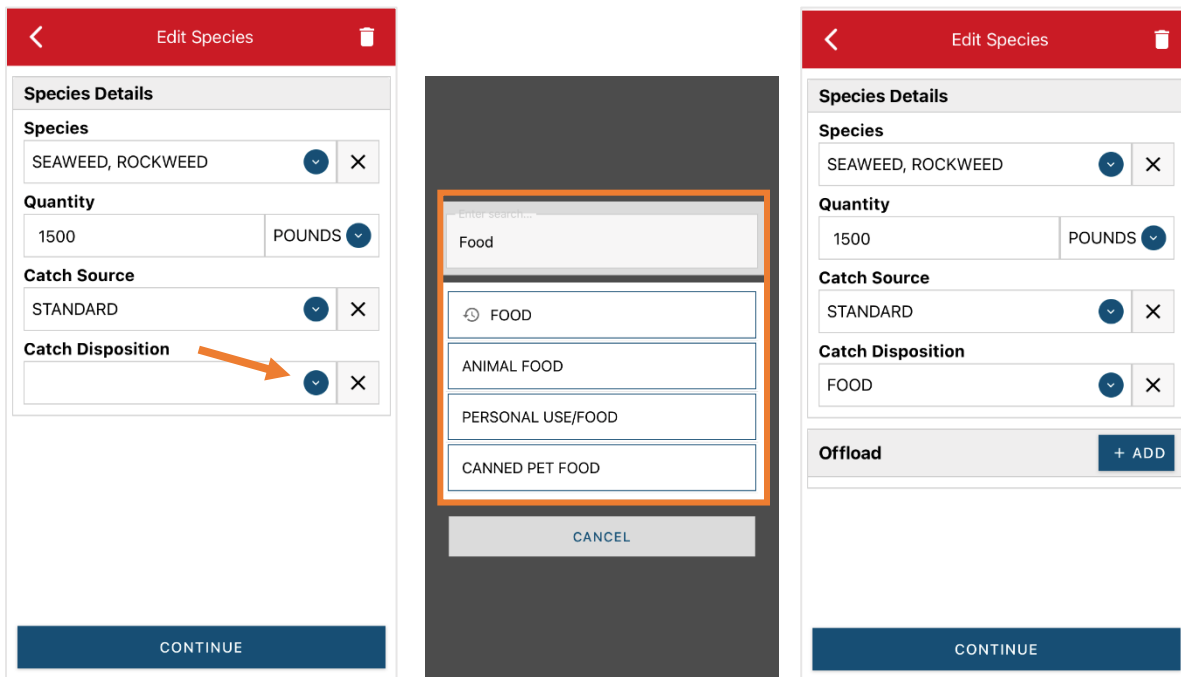 Edit Species
Species Details
Species
SEAWEED, ROCKWEED
Quantity
1500 POUNDS
Catch Source
STANDARD
Catch Disposition
CONTINUE
Enter search...
Food
FOOD
ANIMAL FOOD
PERSONAL USE/FOOD
CANNED PET FOOD
CANCEL
Edit Species
Species Details
Species
SEAWEED, ROCKWEED
Quantity
1500 POUNDS
Catch Source
STANDARD
Catch Disposition
FOOD
Offload + ADD
CONTINUE